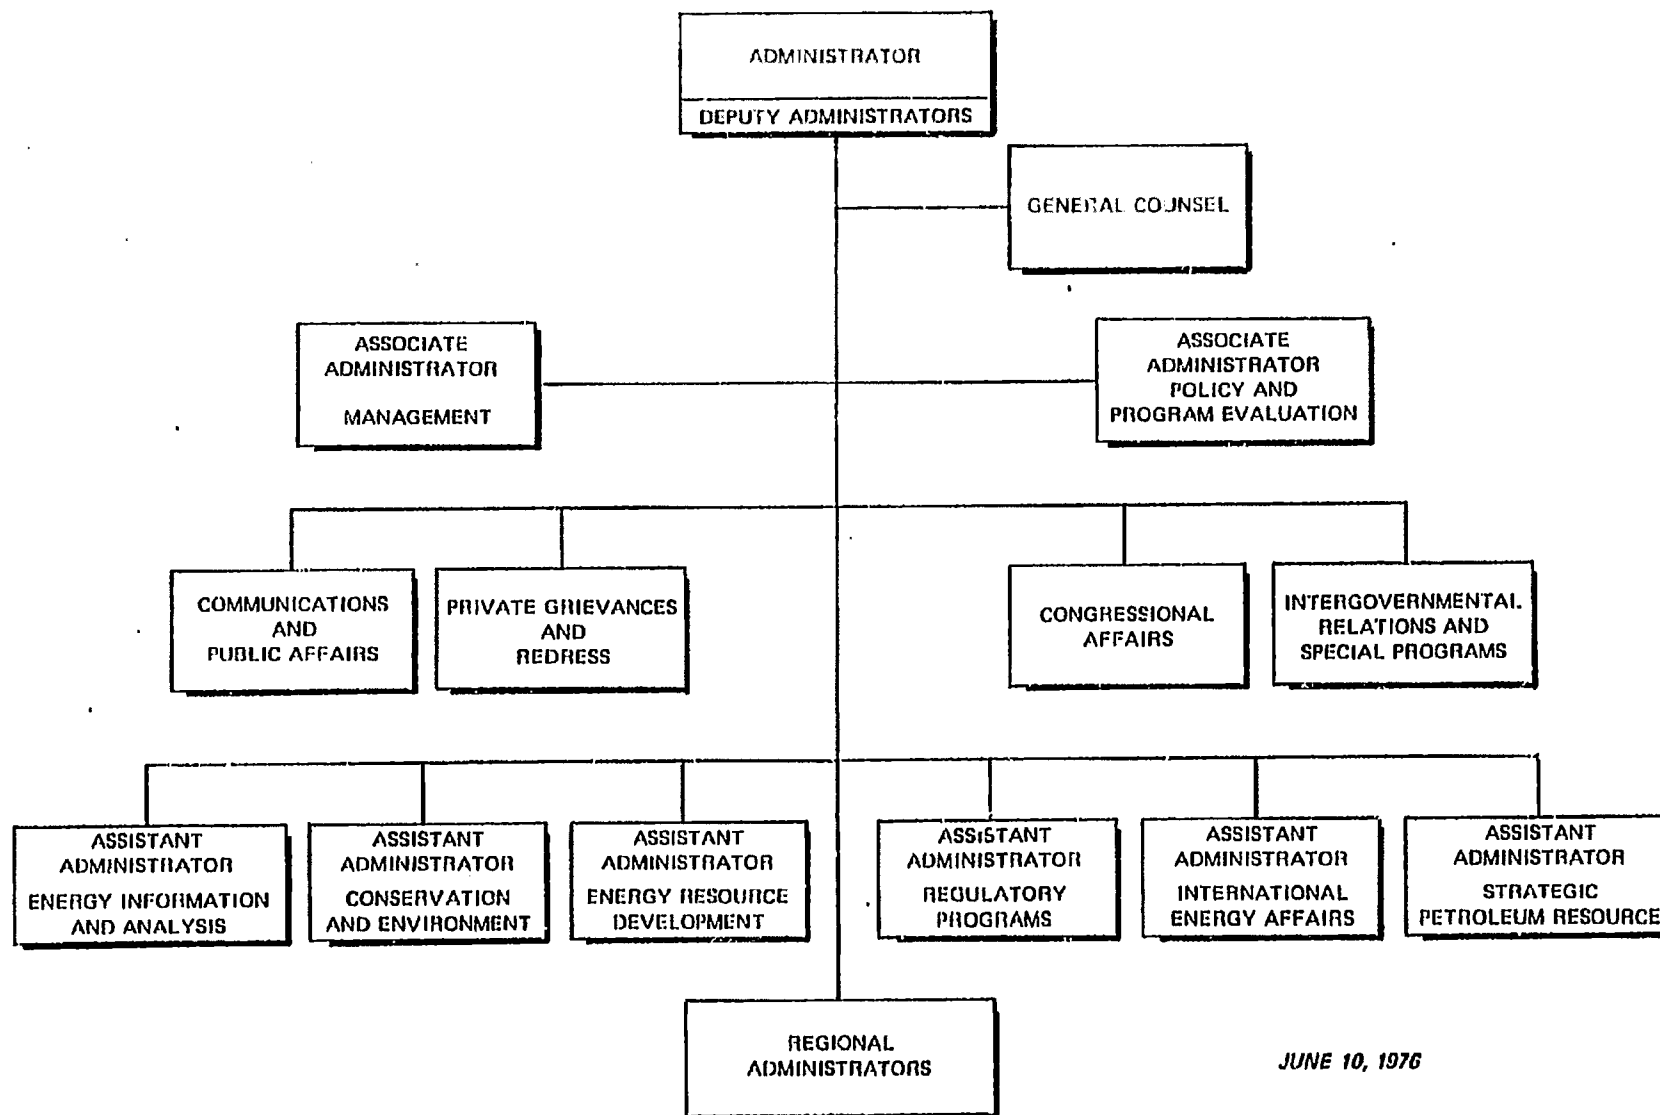 ADMINISTRATOR
DEPUTY ADMINISTRATORS
GENERAL COUNSEL
ASSOCIATE
ADMINISTRATOR
MANAGEMENT
ASSOCIATE
ADMINISTRATOR
POLICY AND
PROGRAM EVALUATION
COMMUNICATIONS
AND
PUBLIC AFFAIRS
PRIVATE GRIEVANCES
AND
REDRESS
CONGRESSIONAL
AFFAIRS
INTERGOVERNMENTAL
RELATIONS AND
SPECIAL PROGRAMS
ASSISTANT
ADMINISTRATOR
ENERGY INFORMATION
AND ANALYSIS
ASSISTANT
ADMINISTRATOR
CONSERVATION
AND ENVIRONMENT
ASSISTANT
ADMINISTRATOR
ENERGY RESOURCE
DEVELOPMENT
ASSISTANT
ADMINISTRATOR
REGULATORY
PROGRAMS
ASSISTANT
ADMINISTRATOR
INTERNATIONAL
ENERGY AFFAIRS
ASSISTANT
ADMINISTRATOR
STRATEGIC
PETROLEUM RESOURCE
REGIONAL
ADMINISTRATORS
JUNE 10, 1976